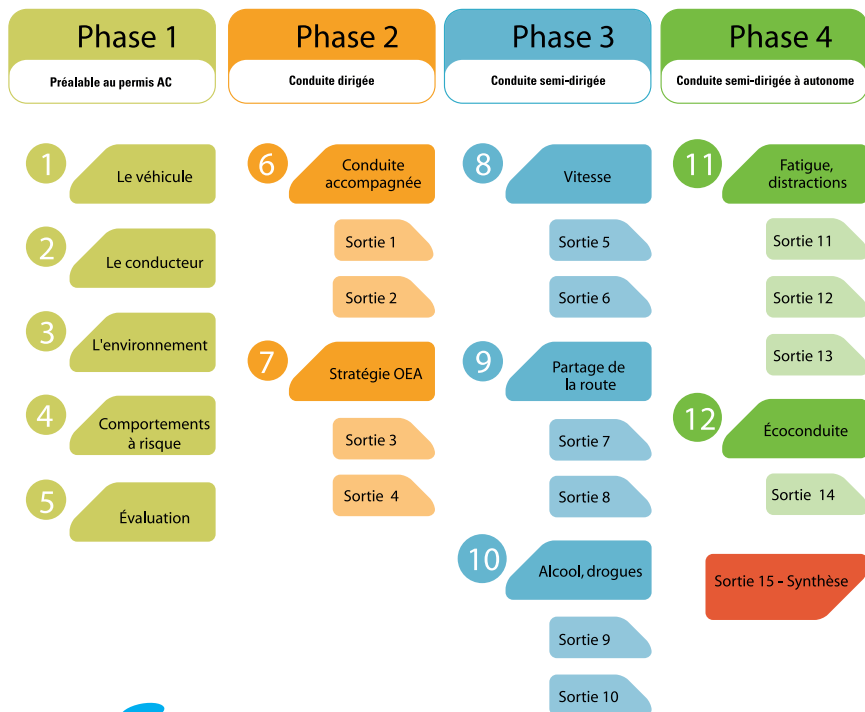 Phase 1
Préalable au permis AC
1
Le véhicule
2
Le conducteur
3
L'environnement
4
Comportements
à risque
5
Évaluation
Phase 2
Conduite dirigée
6
Conduite
accompagnée
Sortie 1
Sortie 2
7
Stratégie OEA
Sortie 3
Sortie 4
Phase 3
Conduite semi-dirigée
8
Vitesse
Sortie 5
Sortie 6
9
Partage de
la route
Sortie 7
Sortie 8
10
Alcool, drogues
Sortie 9
Sortie 10
Phase 4
Conduite semi-dirigée à autonome
11
Fatigue,
distractions
Sortie 11
Sortie 12
Sortie 13
12
Écoconduite
Sortie 14
Sortie 15 - Synthèse